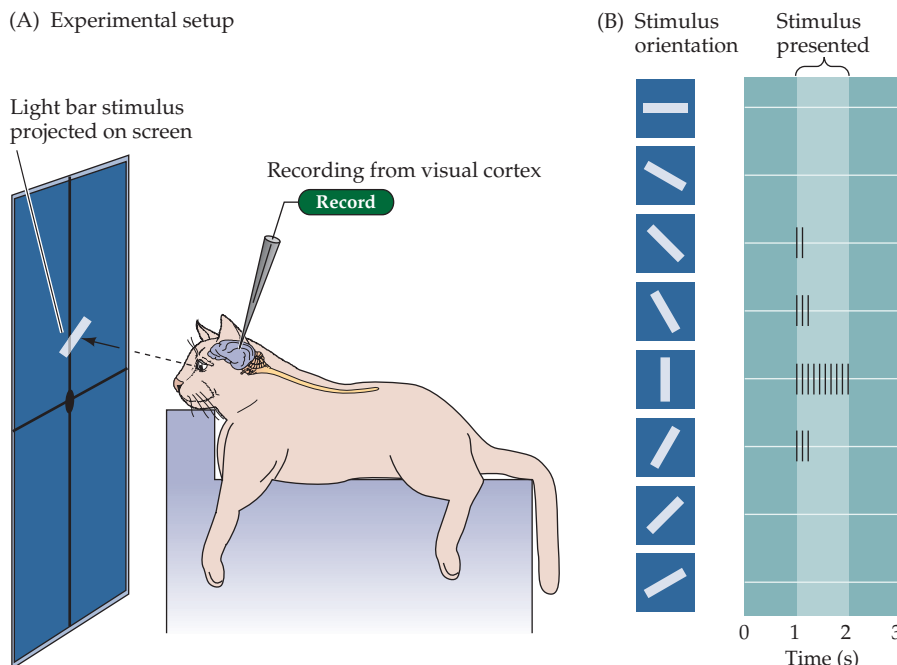 (A) Experimental setup
Light bar stimulus
projected on screen
Recording from visual cortex
Record
(B) Stimulus
orientation
Stimulus
presented
0 1 2 3
Time (s)